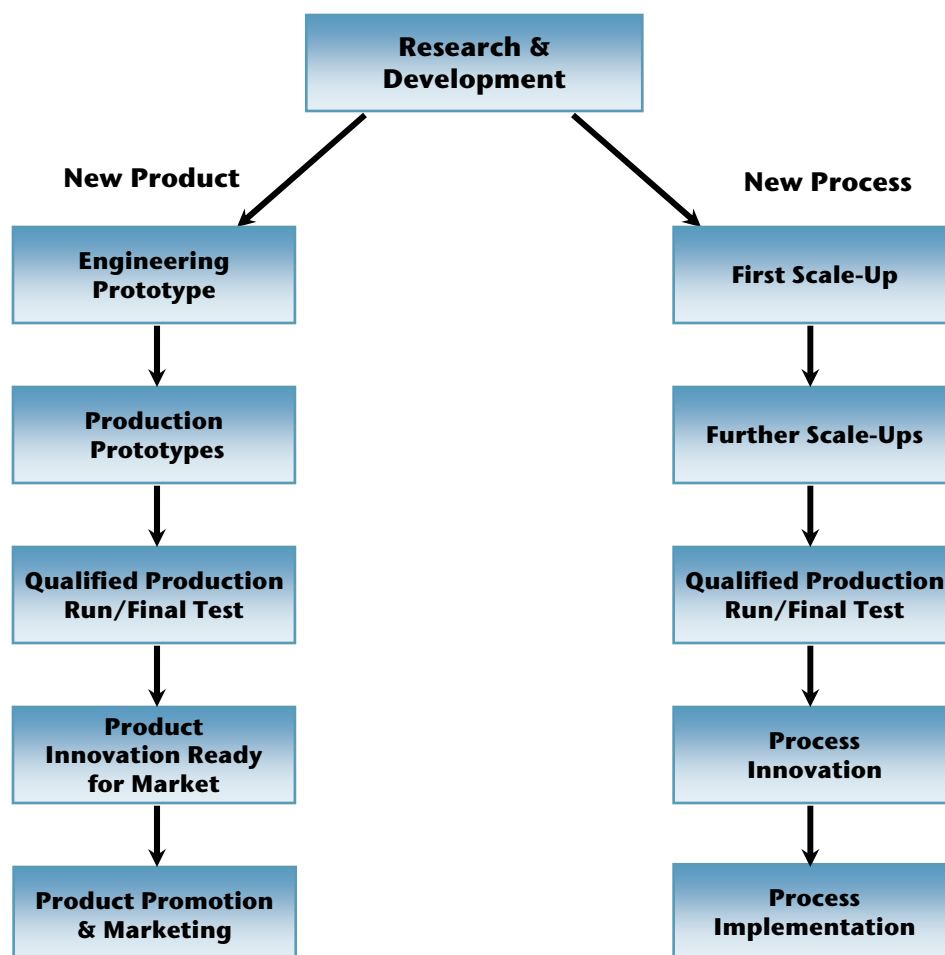 Research &
Development
New Product
New Process
Engineering
Prototype
First Scale-Up
Production
Prototypes
Further Scale-Ups
Qualified Production
Run/Final Test
Qualified Production
Run/Final Test
Product
Innovation Ready
for Market
Process
Innovation
Product Promotion
& Marketing
Process
Implementation